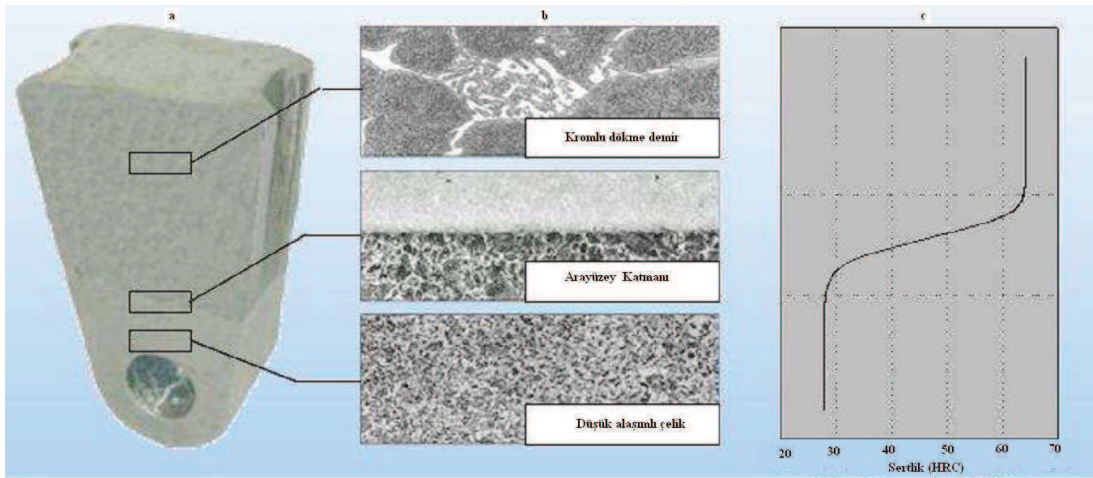 a
b
c
Kromlu dökme demir
Arayüzey Katmanı
Düşük alaşımlı çelik
20 30 40 50 60 70
Sertlik (HRC)